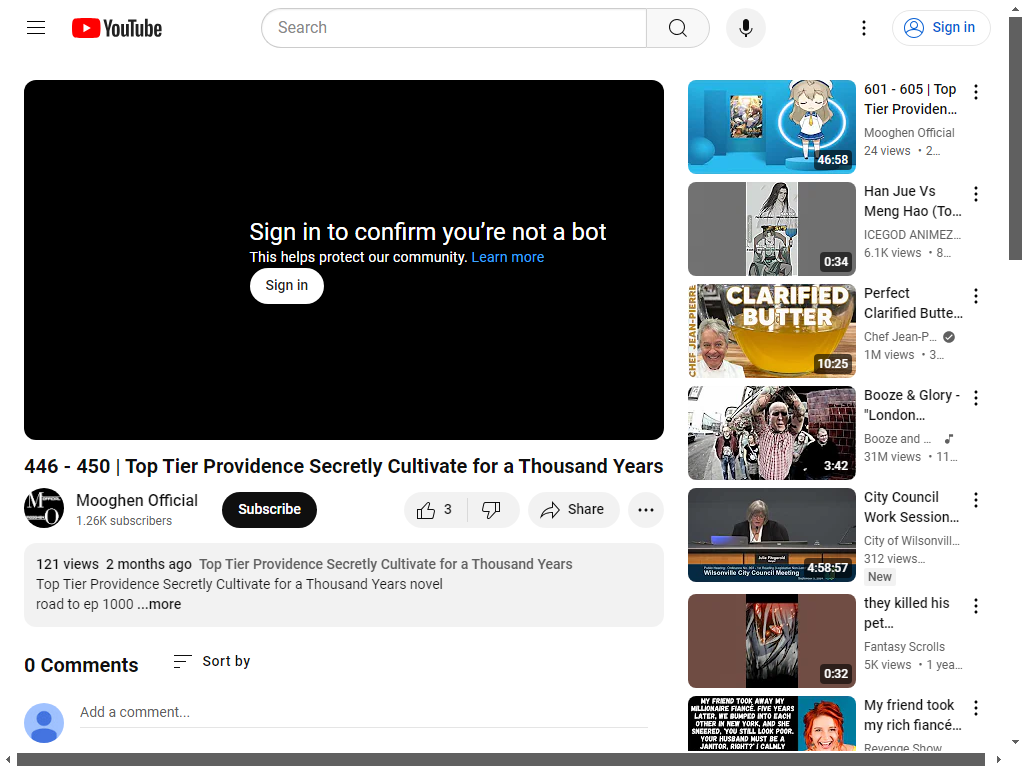 YouTube
Search
Sign in
Sign in to confirm you’re not a bot
This helps protect our community. Learn more
Sign in
446 - 450 | Top Tier Providence Secretly Cultivate for a Thousand Years
Mooghen Official
1.26K subscribers
Subscribe
3
Share
121 views 2 months ago Top Tier Providence Secretly Cultivate for a Thousand Years
Top Tier Providence Secretly Cultivate for a Thousand Years novel
road to ep 1000 ...more
0 Comments
Sort by
Add a comment...
46:58
601 - 605 | Top
Tier Providen...
Mooghen Official
24 views • 2...
0:34
Han Jue Vs
Meng Hao (To...
ICEGOD ANIMEZ...
6.1K views • 8...
CLARIFIED
BUTTER
CHEF JEAN-PIERRE
10:25
Perfect
Clarified Butte...
Chef Jean-P...
1M views • 3...
3:42
Booze & Glory -
"London...
Booze and ...
31M views • 11...
Julie Fitzgerald
Wilsonville City Council Meeting
4:58:57
City Council
Work Session...
City of Wilsonvill...
312 views...
New
0:32
they killed his
pet...
Fantasy Scrolls
5K views • 1 yea...
MY FRIEND TOOK AWAY MY
MILLIONAIRE FIANCÉ. FIVE YEARS
LATER, WE BUMPED INTO EACH
OTHER IN NEW YORK, AND SHE
SNEERED, 'YOU STILL LOOK POOR.
YOUR HUSBAND MUST BE A
JANITOR, RIGHT?' I CALMLY
My friend took
my rich fiancé...
Revenge Show